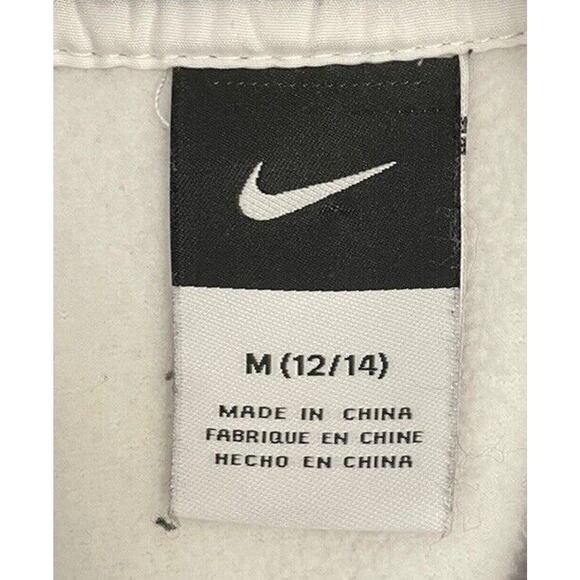 M (12/14)
MADE IN CHINA
FABRIQUE EN CHINE
HECHO EN CHINA